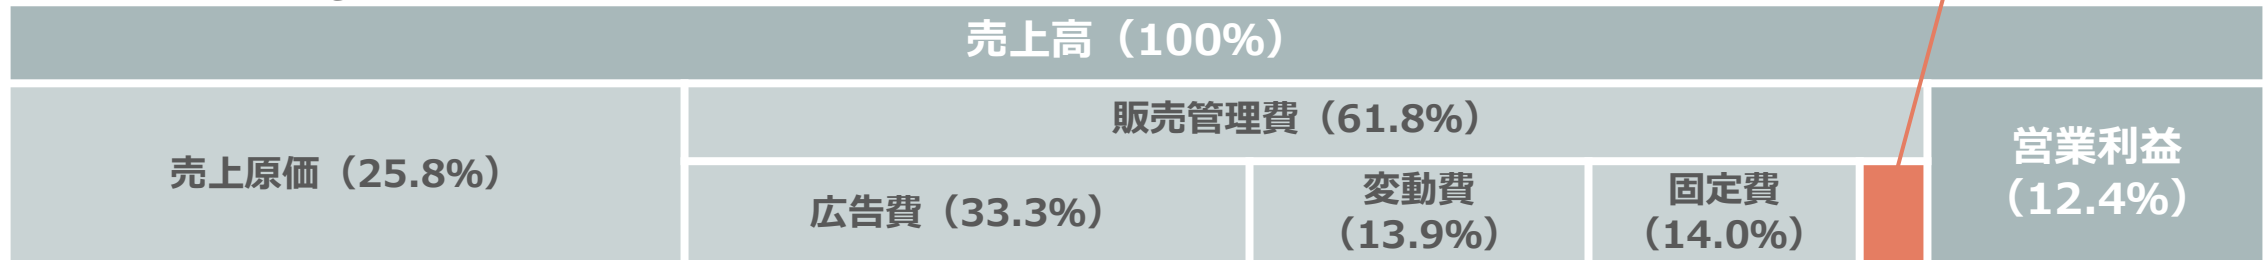 売上高（100%）
販売管理費（61.8%）
売上原価（25.8%）
営業利益
（12.4%）
広告費（33.3%）
変動費
（13.9%）
固定費
（14.0%）